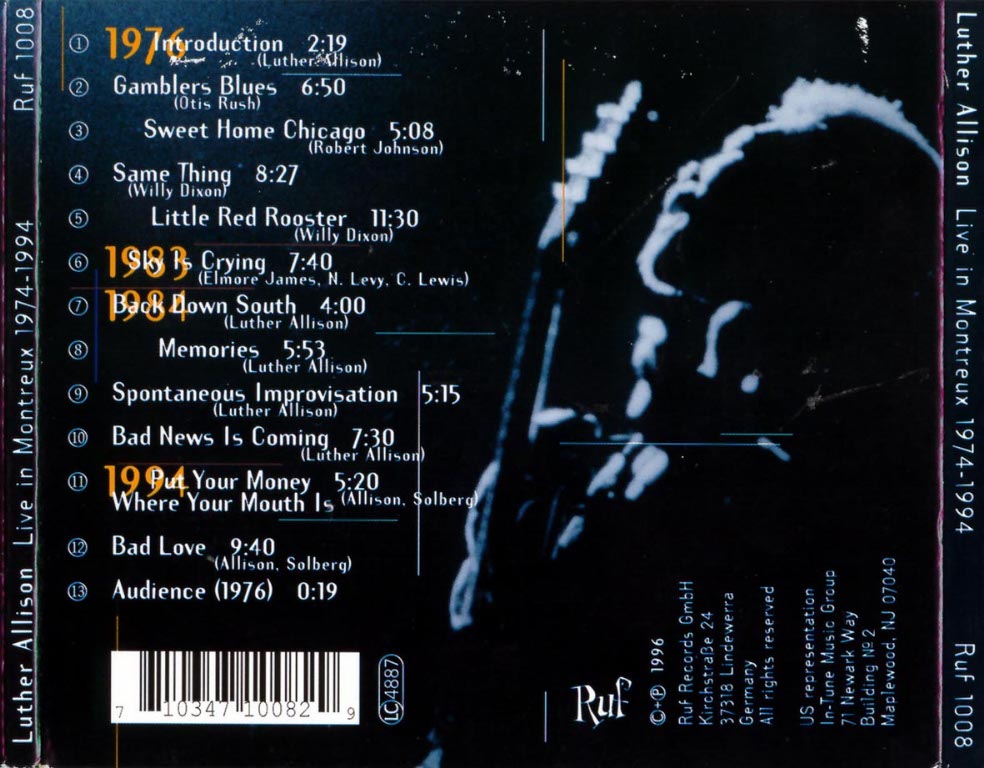 Luther Allison Live in Montreux 1974-1994 Ruf 1008
1976
① Introduction 2:19
(Luther Allison)
② Gamblers Blues 6:50
(Otis Rush)
③ Sweet Home Chicago 5:08
(Robert Johnson)
④ Same Thing 8:27
(Willy Dixon)
⑤ Little Red Rooster 11:30
(Willy Dixon)
1983
⑥ Sky Is Crying 7:40
(Elmore James, N. Levy, C. Lewis)
1984
⑦ Back Down South 4:00
(Luther Allison)
⑧ Memories 5:53
(Luther Allison)
⑨ Spontaneous Improvisation 5:15
(Luther Allison)
⑩ Bad News Is Coming 7:30
(Luther Allison)
1994
⑪ Put Your Money 5:20
Where Your Mouth Is (Allison, Solberg)
⑫ Bad Love 9:40
(Allison, Solberg)
⑬ Audience (1976) 0:19
7 10347 10082 9
LC 4887
Ruf
©+℗ 1996
Ruf Records GmbH
Kirchstraße 24
37318 Lindewerra
Germany
All rights reserved
US representation
In-Tune Music Group
71 Newark Way
Building Nº 2
Maplewood, NJ 07040
Luther Allison Live in Montreux 1974-1994 Ruf 1008